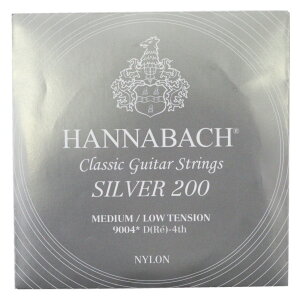 HANNABACH®
Classic Guitar Strings
SILVER 200
MEDIUM / LOW TENSION
9004* D(Ré)-4th
NYLON